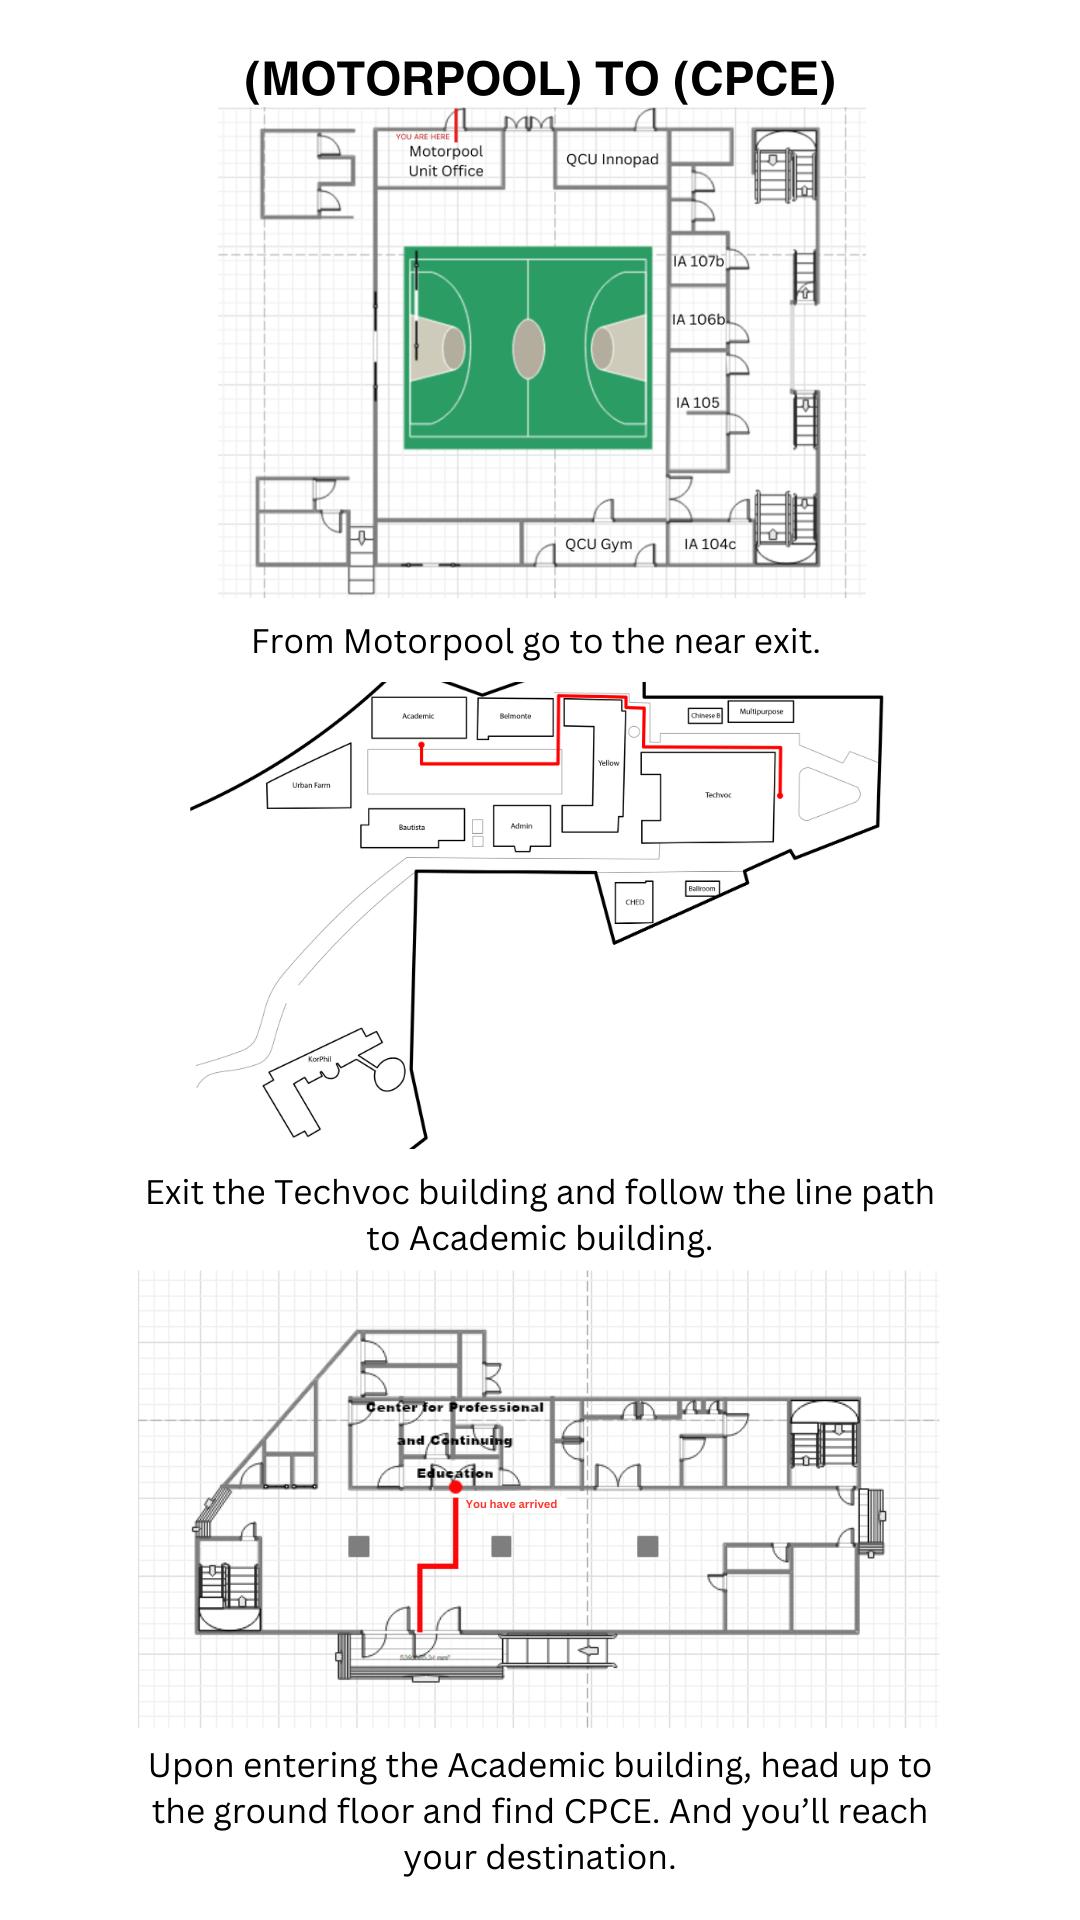 (MOTORPOOL) TO (CPCE)
YOU ARE HERE
Motorpool
Unit Office
QCU Innopad
IA 107b
IA 106b
IA 105
QCU Gym
IA 104c
From Motorpool go to the near exit.
Academic
Belmonte
Chinese B
Multipurpose
Urban Farm
Yellow
Techvoc
Bautista
Admin
CHED
Ballroom
KorPhil
Exit the Techvoc building and follow the line path
to Academic building.
Center for Professional
and Continuing
Education
You have arrived
Upon entering the Academic building, head up to
the ground floor and find CPCE. And you’ll reach
your destination.